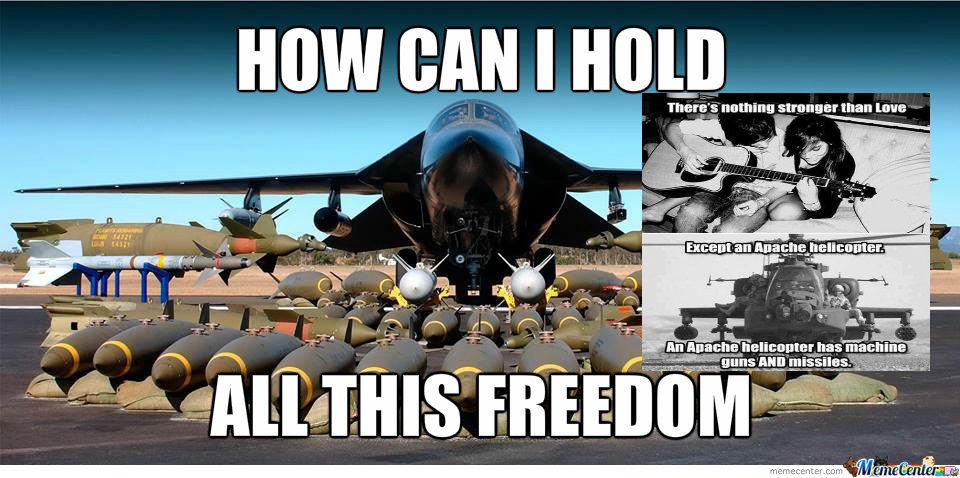 HOW CAN I HOLD
There's nothing stronger than Love
Except an Apache helicopter.
An Apache helicopter has machine
guns AND missiles.
ALL THIS FREEDOM
memecenter.com
MemeCenter